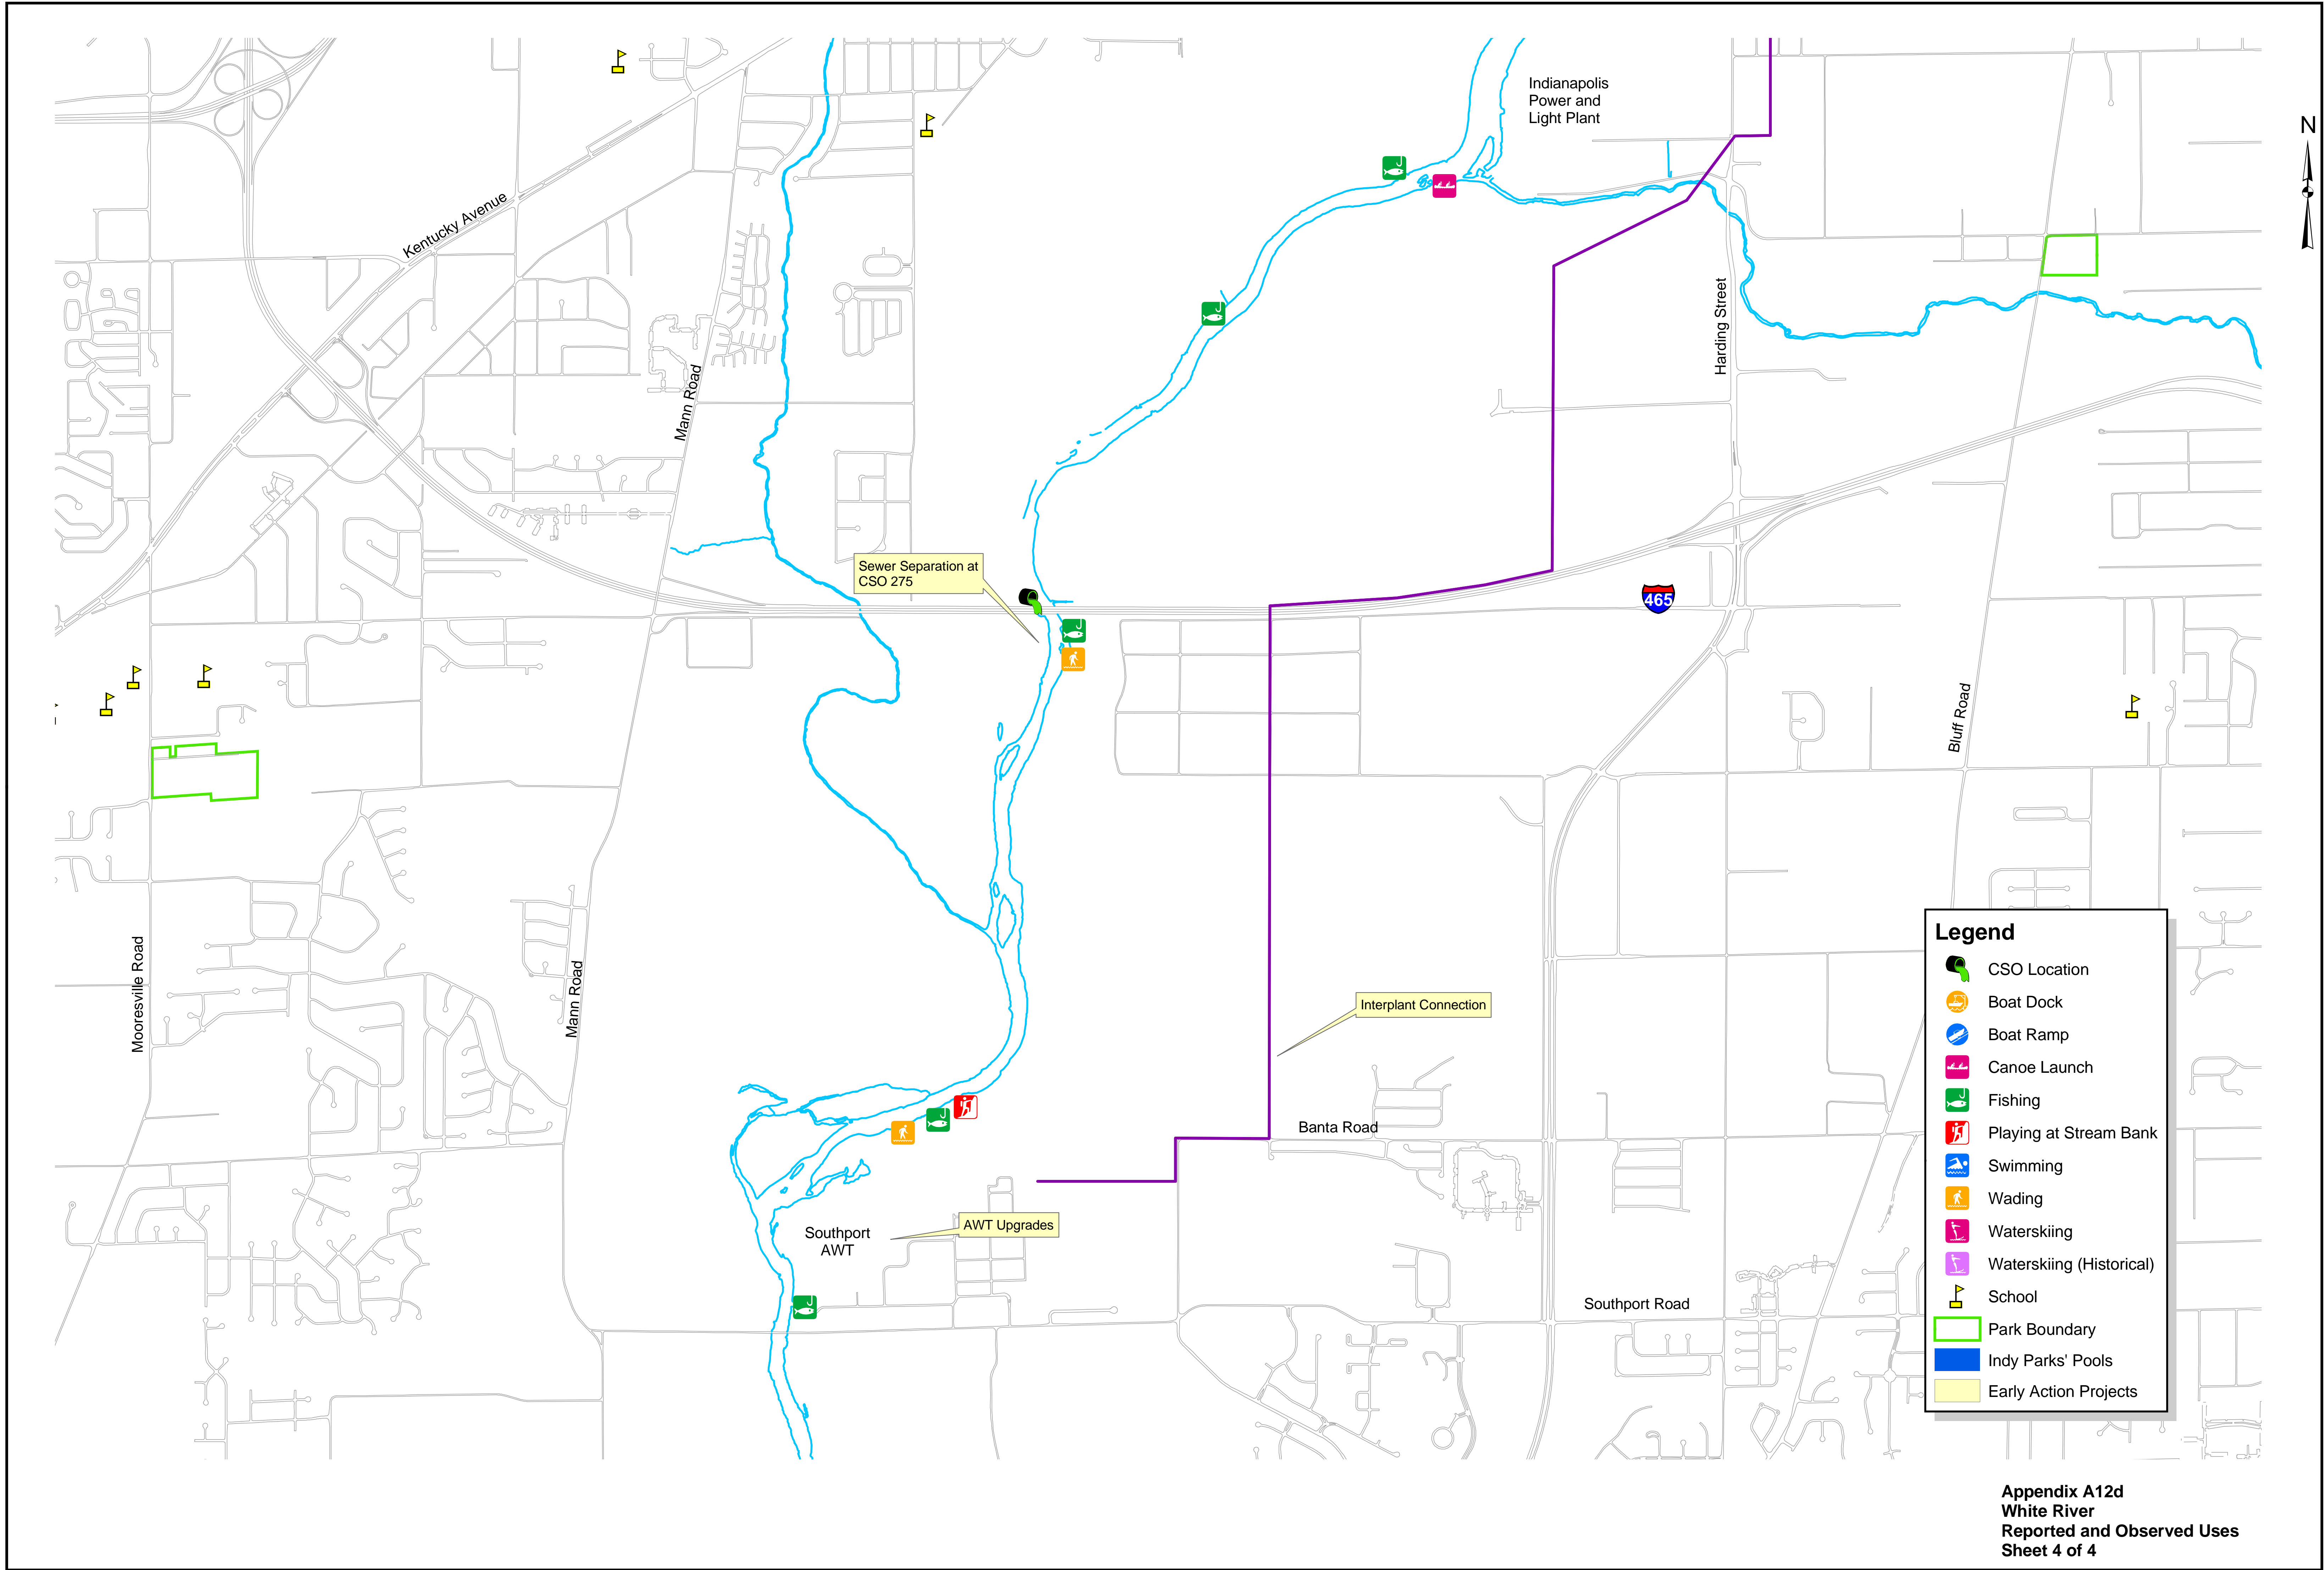 Indianapolis
Power and
Light Plant
N
Kentucky Avenue
Harding Street
Mann Road
Sewer Separation at
CSO 275
465
Bluff Road
Mooresville Road
Mann Road
Interplant Connection
Banta Road
Southport
AWT
AWT Upgrades
Southport Road
Legend
CSO Location
Boat Dock
Boat Ramp
Canoe Launch
Fishing
Playing at Stream Bank
Swimming
Wading
Waterskiing
Waterskiing (Historical)
School
Park Boundary
Indy Parks' Pools
Early Action Projects
Appendix A12d
White River
Reported and Observed Uses
Sheet 4 of 4